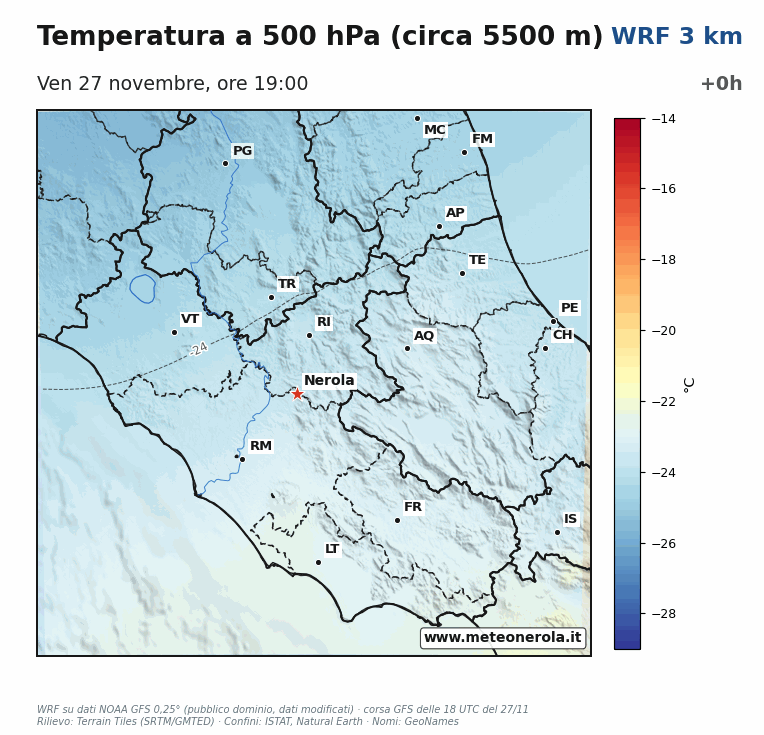 Temperatura a 500 hPa (circa 5500 m) WRF 3 km
Ven 27 novembre, ore 19:00
+0h
MC
FM
PG
AP
TE
TR
PE
VT
RI
AQ
CH
-24
Nerola
RM
FR
IS
LT
www.meteonerola.it
−14
−16
−18
−20
−22
−24
−26
−28
°C
WRF su dati NOAA GFS 0,25° (pubblico dominio, dati modificati) · corsa GFS delle 18 UTC del 27/11
Rilievo: Terrain Tiles (SRTM/GMTED) · Confini: ISTAT, Natural Earth · Nomi: GeoNames